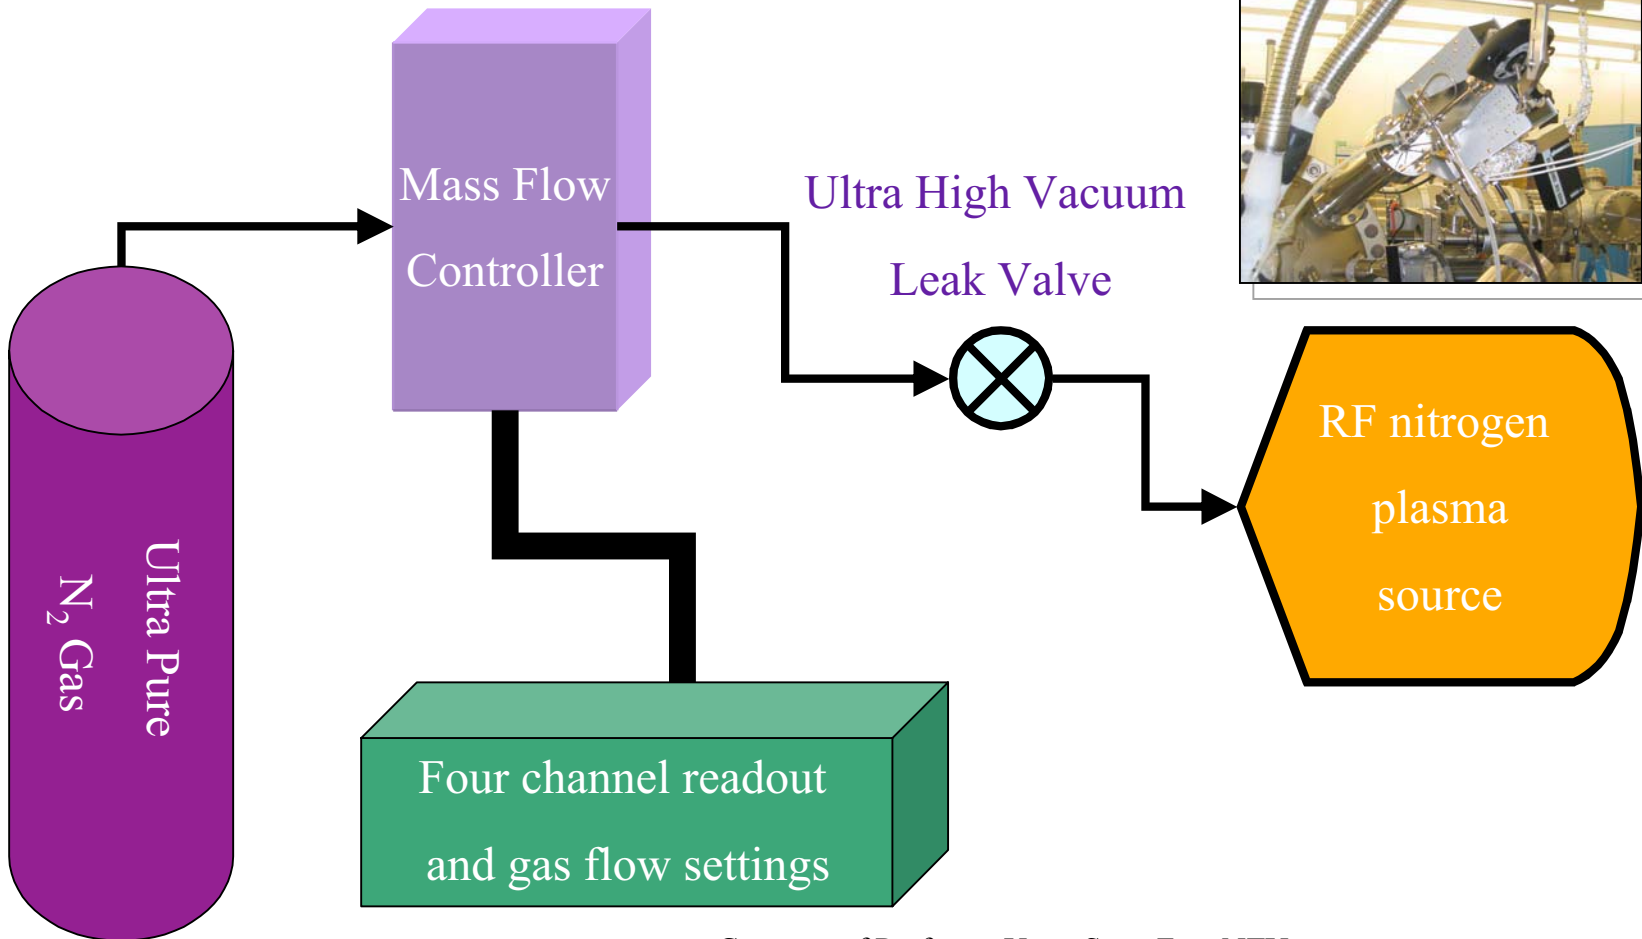 Mass Flow
Controller
Ultra High Vacuum
Leak Valve
RF nitrogen
plasma
source
Ultra Pure
N₂ Gas
Four channel readout
and gas flow settings